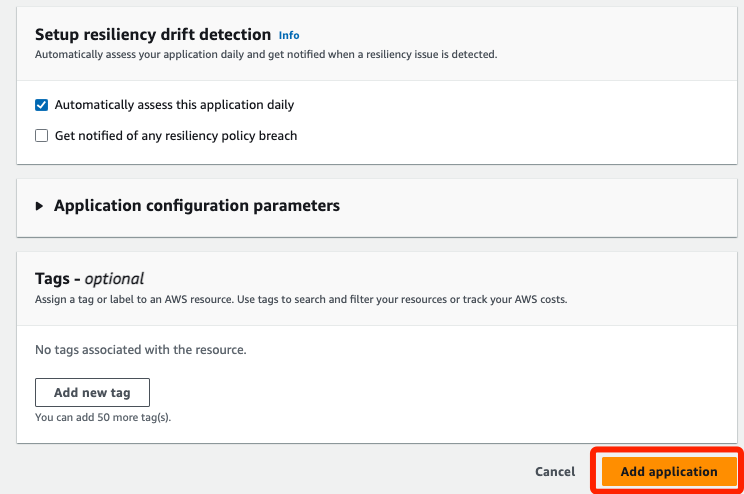 Setup resiliency drift detection Info
Automatically assess your application daily and get notified when a resiliency issue is detected.
Automatically assess this application daily
Get notified of any resiliency policy breach
Application configuration parameters
Tags - optional
Assign a tag or label to an AWS resource. Use tags to search and filter your resources or track your AWS costs.
No tags associated with the resource.
Add new tag
You can add 50 more tag(s).
Cancel Add application